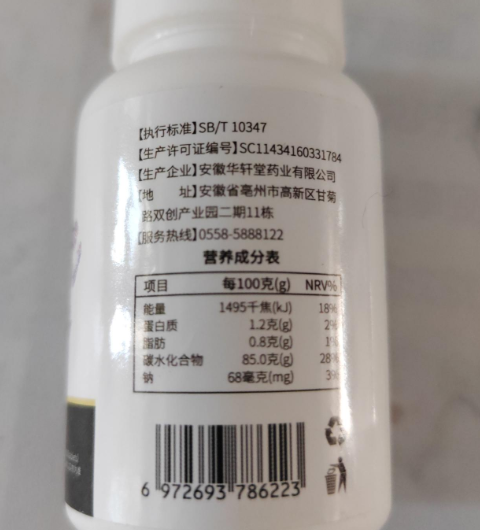 【执行标准】SB/T 10347
【生产许可证编号】SC11434160331784
【生产企业】安徽华轩堂药业有限公司
【地 址】安徽省亳州市高新区甘菊
路双创产业园二期11栋
【服务热线】0558-5888122
营养成分表
项目 每100克(g) NRV%
能量 1495千焦(kJ) 18%
蛋白质 1.2克(g) 2%
脂肪 0.8克(g) 1%
碳水化合物 85.0克(g) 28%
钠 68毫克(mg) 3%
6 972693 786223